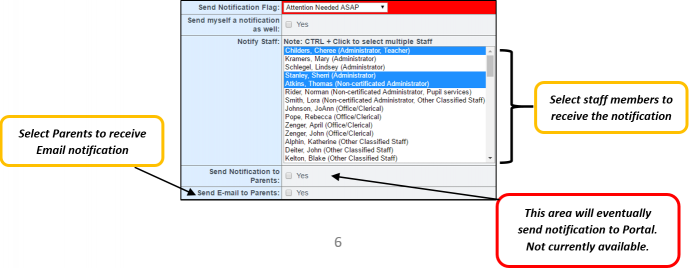 Send Notification Flag: Attention Needed ASAP
Send myself a notification as well: Yes
Notify Staff: Note: CTRL + Click to select multiple Staff
Childers, Cheree (Administrator, Teacher)
Kramers, Mary (Administrator)
Schlegel, Lindsey (Administrator)
Stanley, Sherri (Administrator)
Atkins, Thomas (Non-certificated Administrator)
Rider, Norman (Non-certificated Administrator, Pupil services)
Smith, Lora (Non-certificated Administrator, Other Classified Staff)
Johnson, JoAnn (Office/Clerical)
Pope, Rebecca (Office/Clerical)
Zenger, April (Office/Clerical)
Zenger, John (Office/Clerical)
Alphin, Katherine (Other Classified Staff)
Deiter, John (Other Classified Staff)
Kelton, Blake (Other Classified Staff)
Send Notification to Parents: Yes
Send E-mail to Parents: Yes
Select staff members to
receive the notification
Select Parents to receive
Email notification
This area will eventually
send notification to Portal.
Not currently available.
6